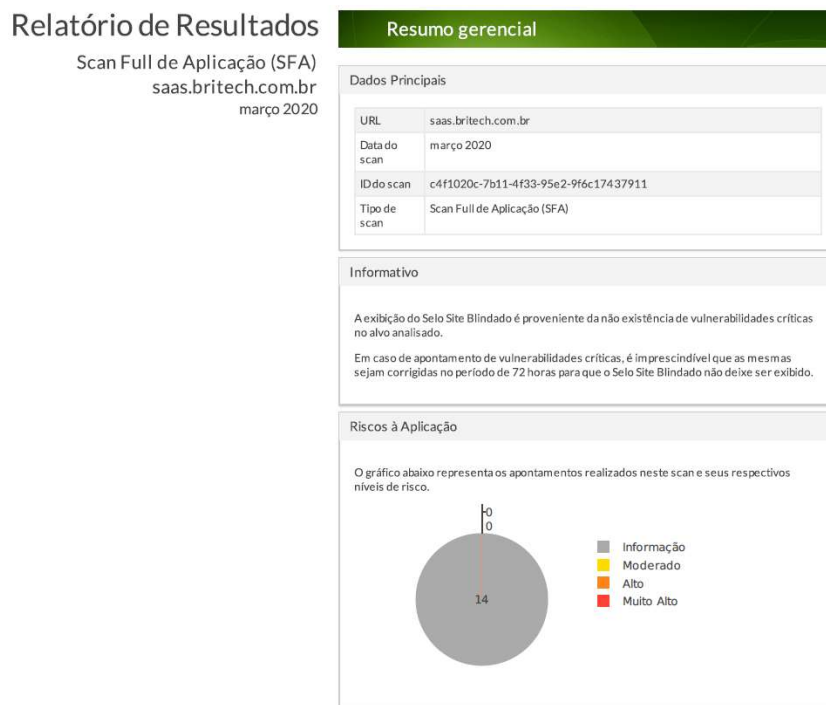 Relatório de Resultados
Scan Full de Aplicação (SFA)
saas.britech.com.br
março 2020
Resumo gerencial
Dados Principais
URL saas.britech.com.br
Data do scan março 2020
ID do scan c4f1020c-7b11-4f33-95e2-9f6c17437911
Tipo de scan Scan Full de Aplicação (SFA)
Informativo
A exibição do Selo Site Blindado é proveniente da não existência de vulnerabilidades críticas
no alvo analisado.
Em caso de apontamento de vulnerabilidades críticas, é imprescindível que as mesmas
sejam corrigidas no período de 72 horas para que o Selo Site Blindado não deixe ser exibido.
Riscos à Aplicação
O gráfico abaixo representa os apontamentos realizados neste scan e seus respectivos
níveis de risco.
0
0
14
Informação
Moderado
Alto
Muito Alto